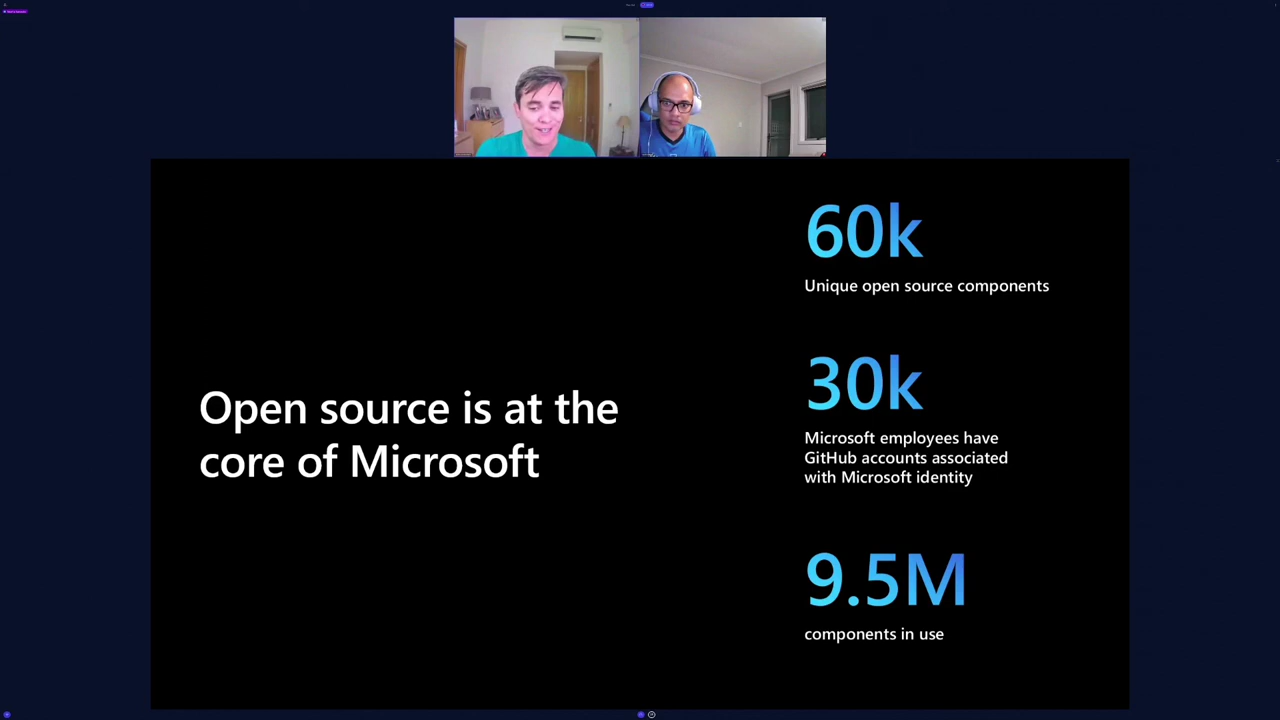 Open source is at the
core of Microsoft
60k
Unique open source components
30k
Microsoft employees have
GitHub accounts associated
with Microsoft identity
9.5M
components in use